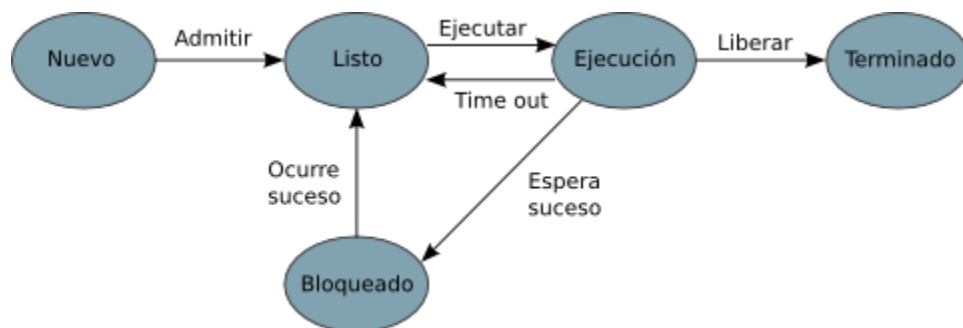 Nuevo
Admitir
Listo
Ejecutar
Time out
Ejecución
Liberar
Terminado
Ocurre
suceso
Espera
suceso
Bloqueado